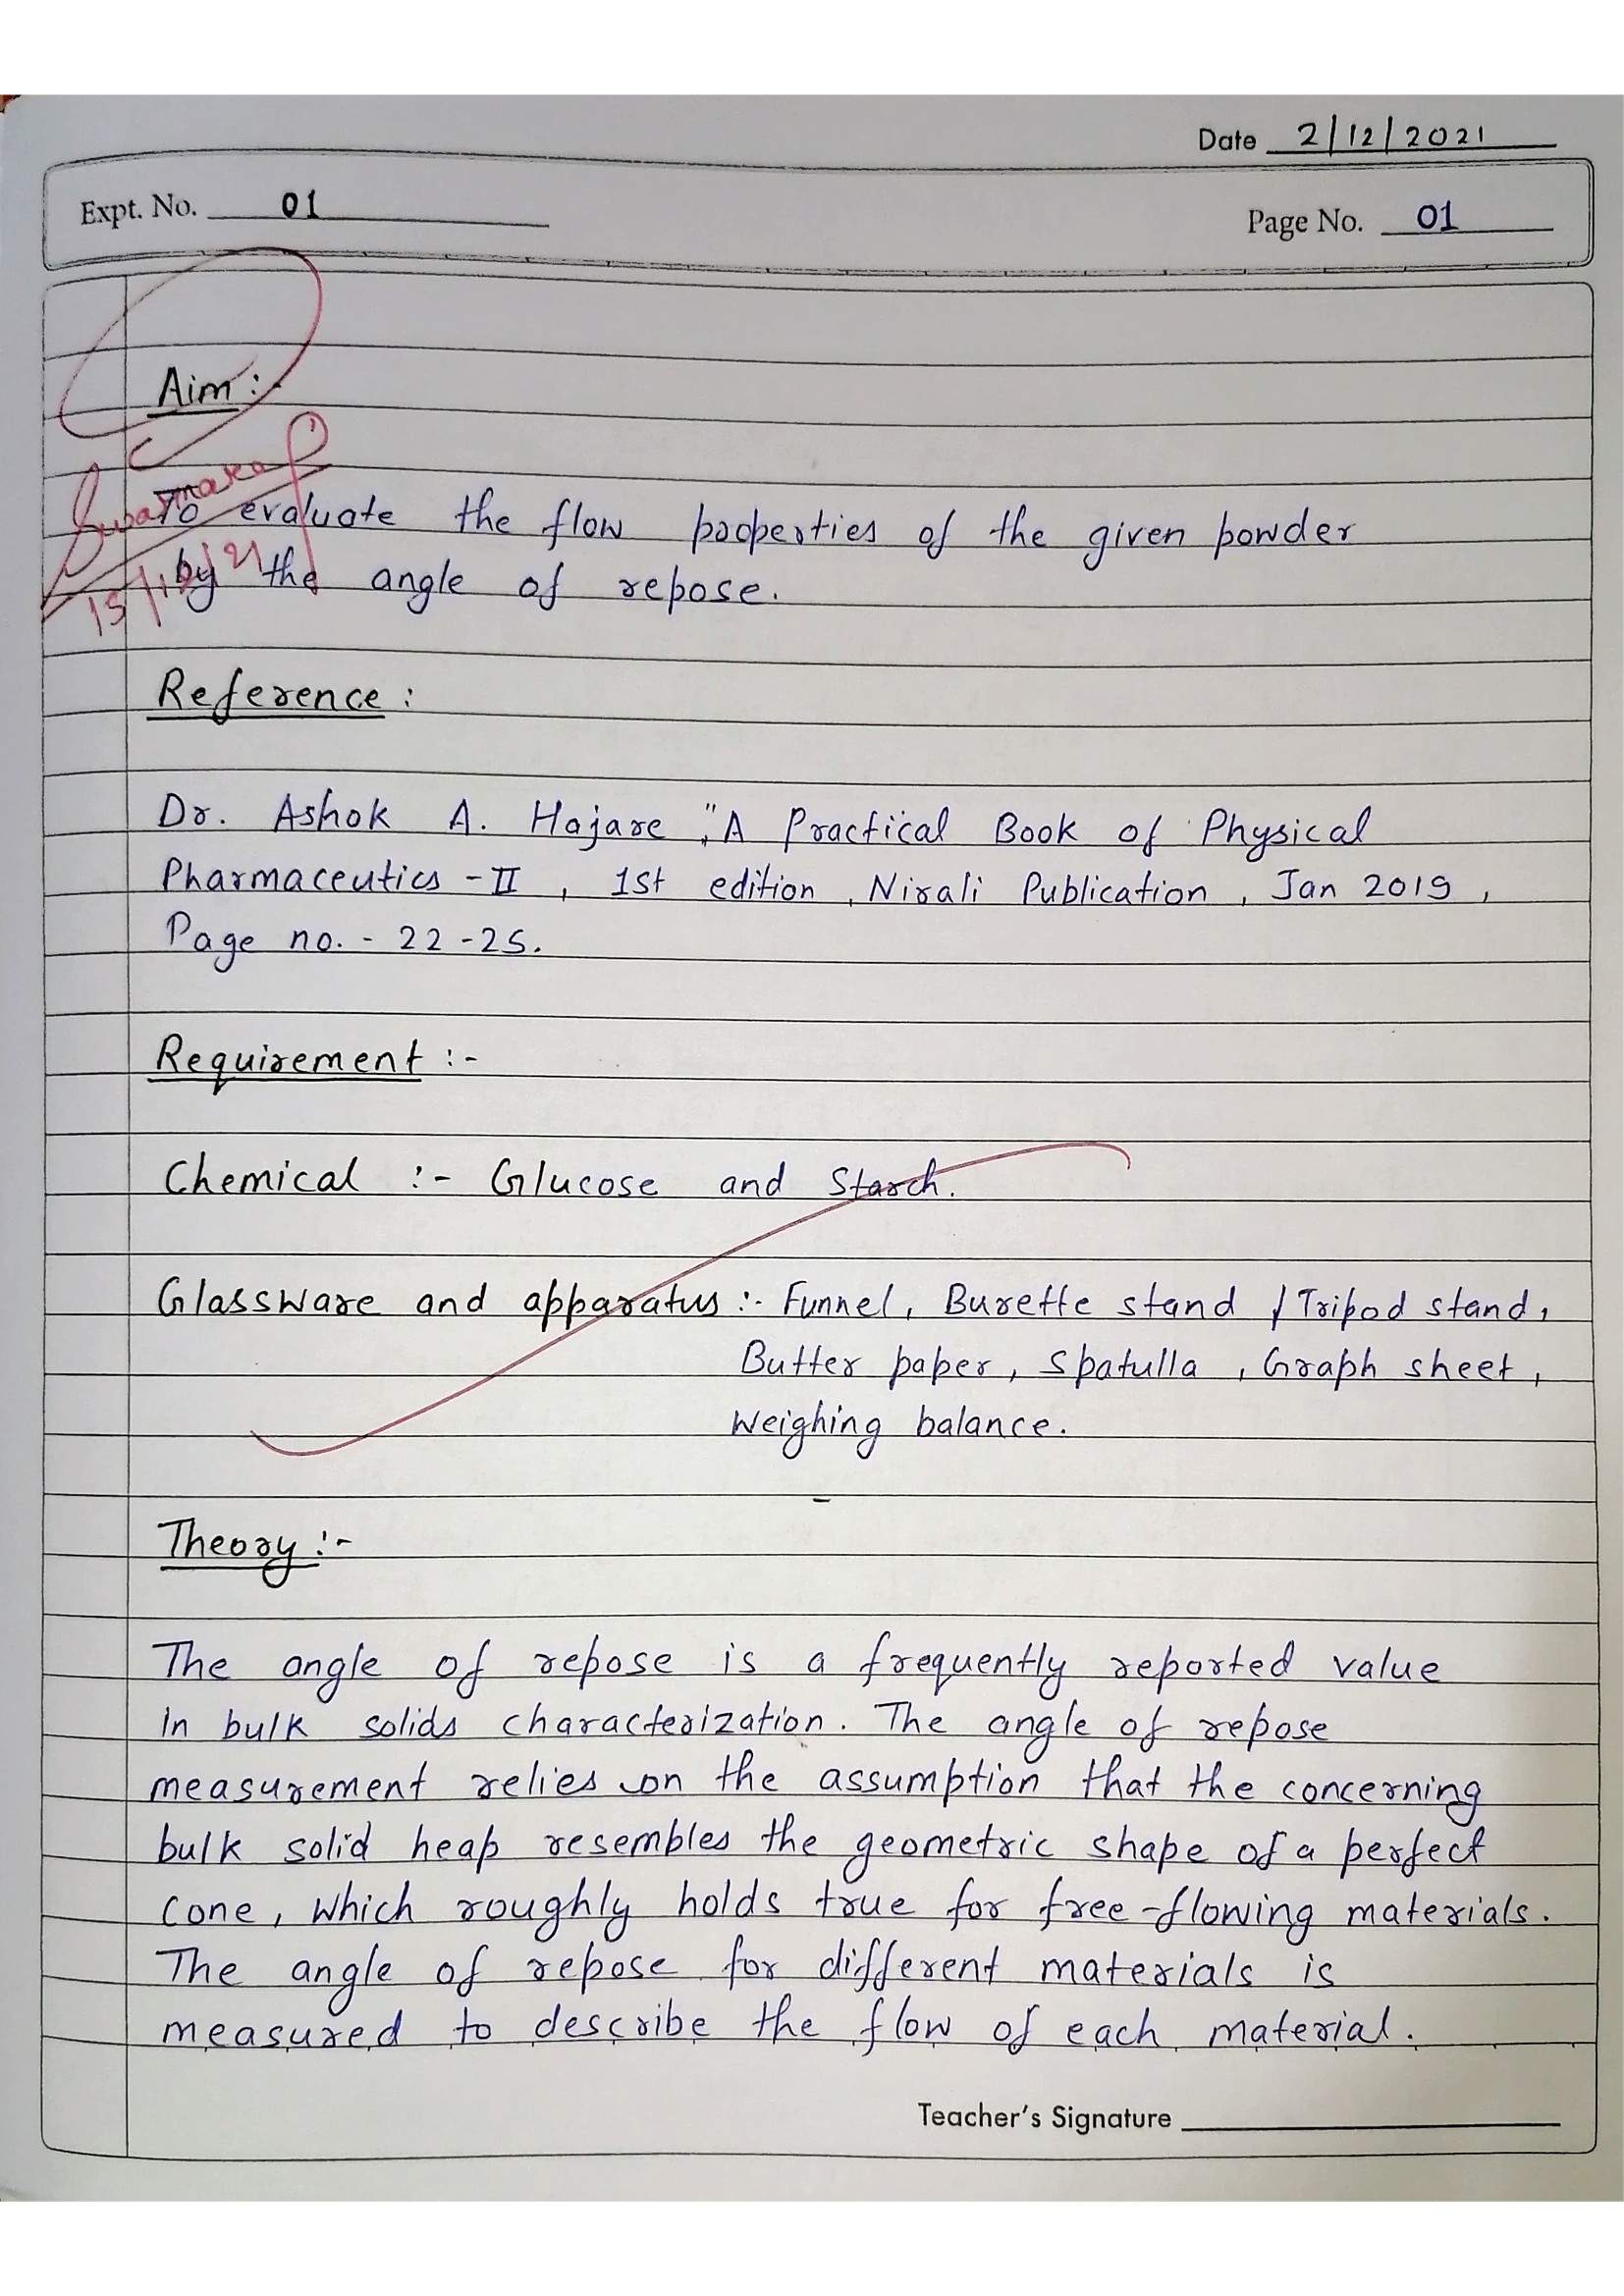 Date 2/12/2021
Expt. No. 01
Page No. 01
Aim :-
To evaluate the flow properties of the given powder
by the angle of repose.
Reference :
Dr. Ashok A. Hajare, "A Practical Book of Physical
Pharmaceutics - II , 1st edition , Nirali Publication , Jan 2019 ,
Page no. - 22 - 25.
Requirement :-
Chemical :- Glucose and Starch.
Glassware and apparatus :- Funnel, Burette stand / Tripod stand,
Butter paper, Spatulla , Graph sheet,
Weighing balance.
Theory :-
The angle of repose is a frequently reported value
in bulk solids characterization. The angle of repose
measurement relies on the assumption that the concerning
bulk solid heap resembles the geometric shape of a perfect
cone, which roughly holds true for free-flowing materials.
The angle of repose for different materials is
measured to describe the flow of each material.
Teacher's Signature